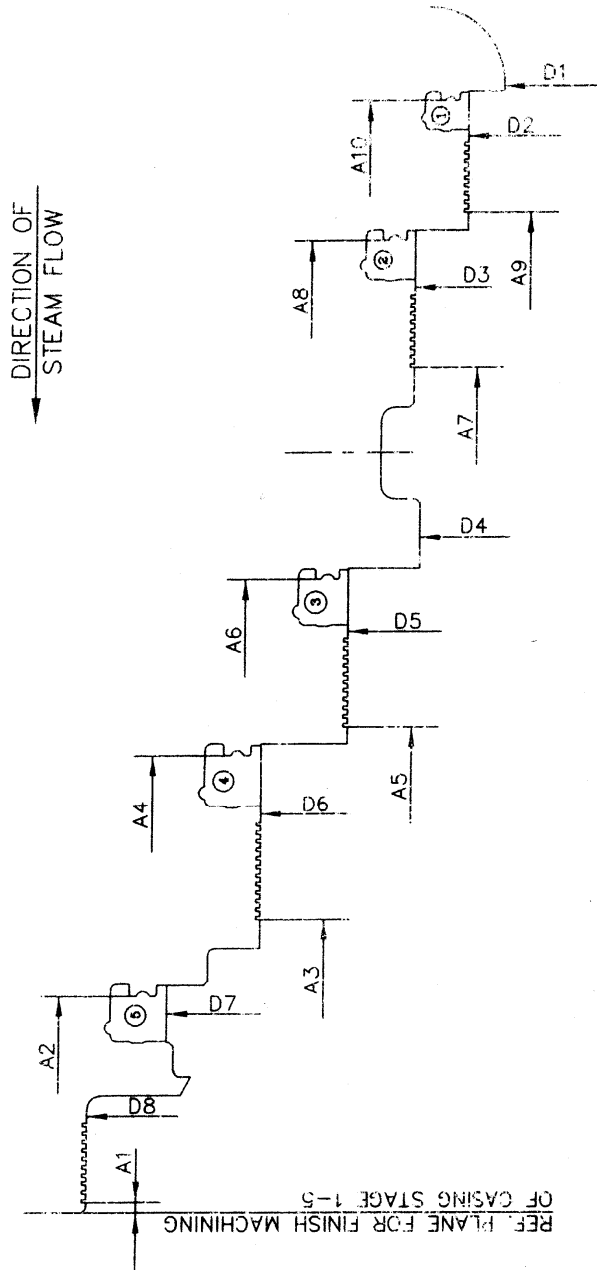 DIRECTION OF
STEAM FLOW
D1
A10
1
D2
A8
2
D3
A9
A7
D4
A6
3
D5
A4
4
A5
D6
A2
5
A3
D7
D8
A1
REF. PLANE FOR FINISH MACHINING
OF CASING STAGE 1-5